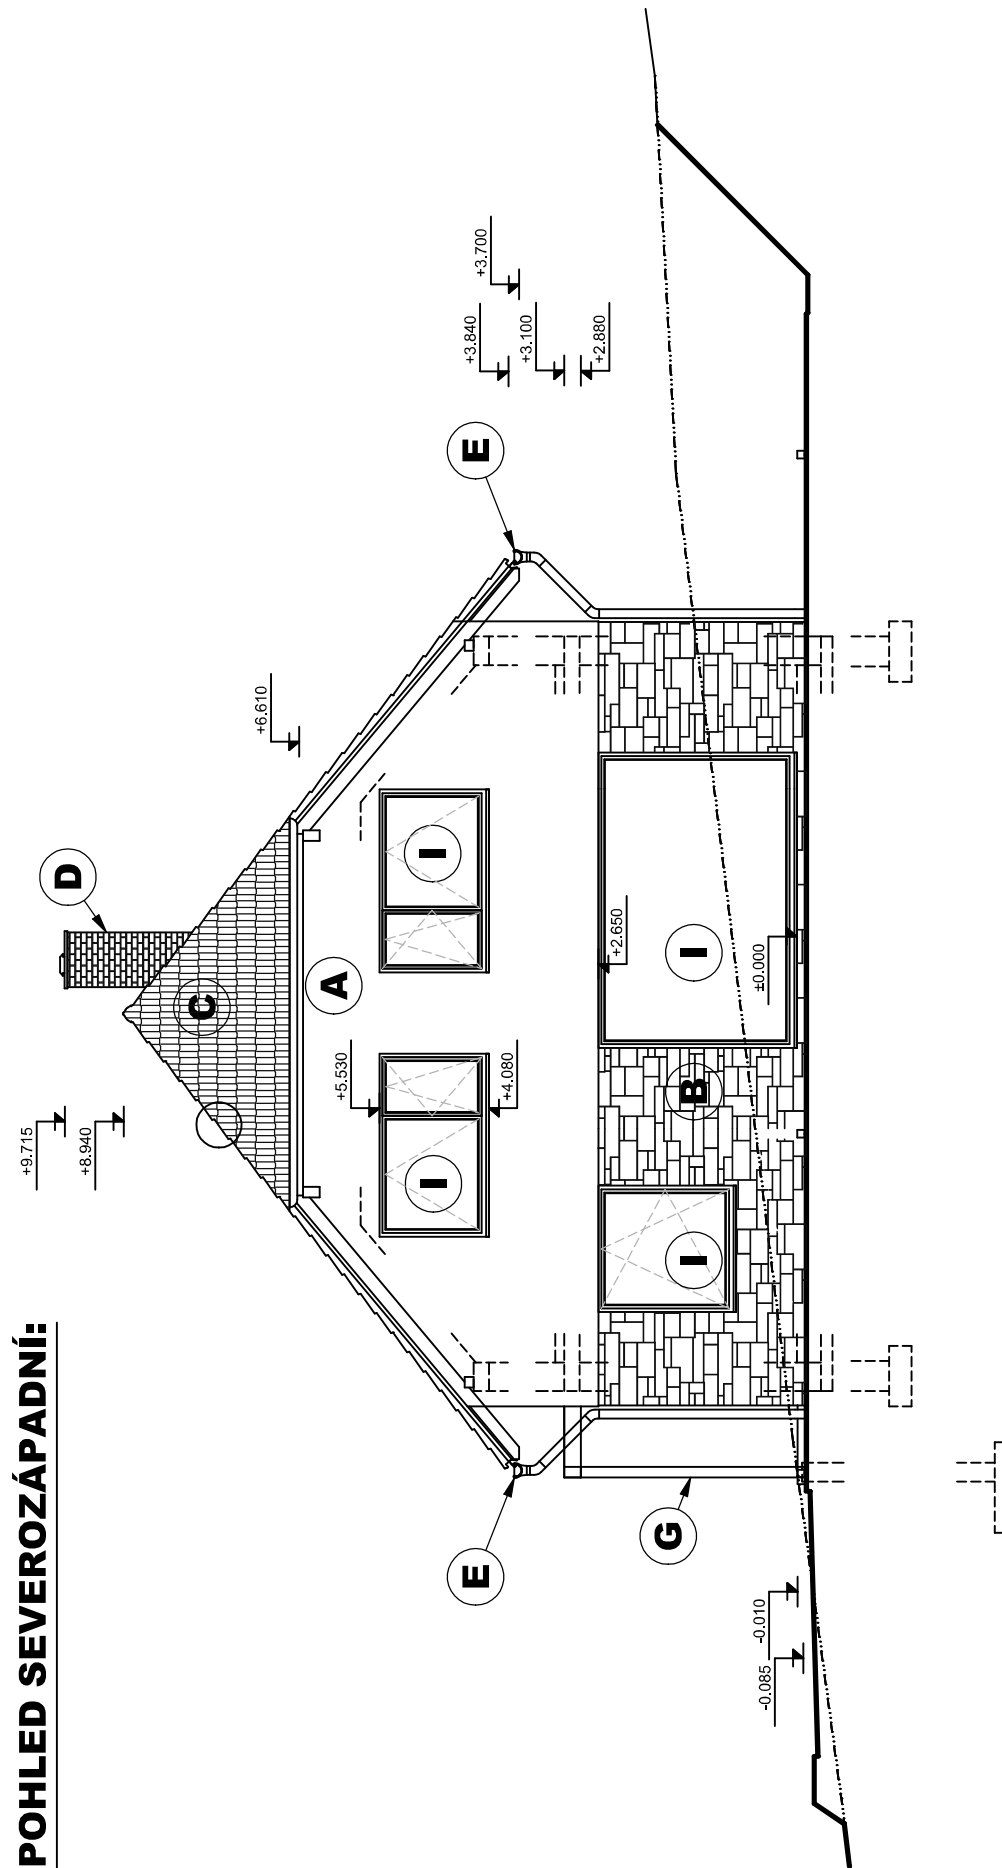 POHLED SEVEROZÁPADNÍ:
+9.715
+8.940
D
C
+6.610
A
+5.530
+4.080
I
I
E
E
+3.840
+3.700
+3.100
+2.880
+2.650
±0.000
I
I
B
G
-0.010
-0.085